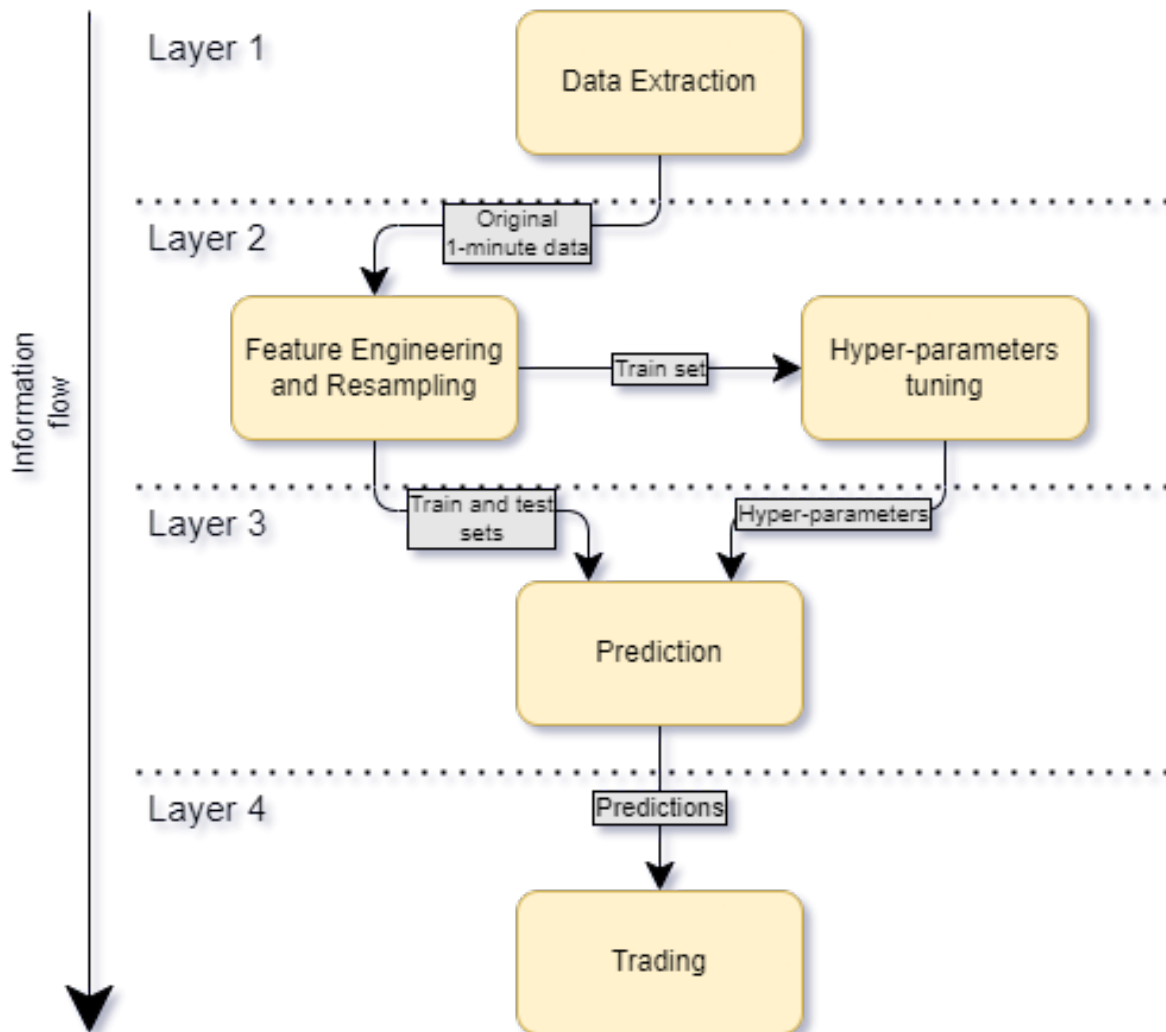 Layer 1
Data Extraction
Original
1-minute data
Layer 2
Feature Engineering
and Resampling
Train set
Hyper-parameters
tuning
Information
flow
Train and test
sets
Hyper-parameters
Layer 3
Prediction
Layer 4
Predictions
Trading